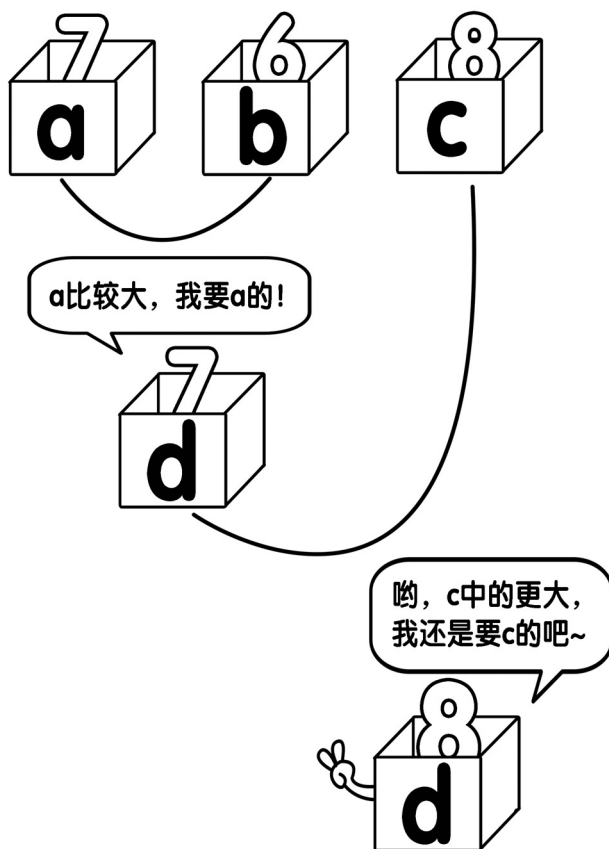 7 6 8
a b c
a比较大，我要a的！
7
d
哟，c中的更大，
我还是要c的吧~
8
d